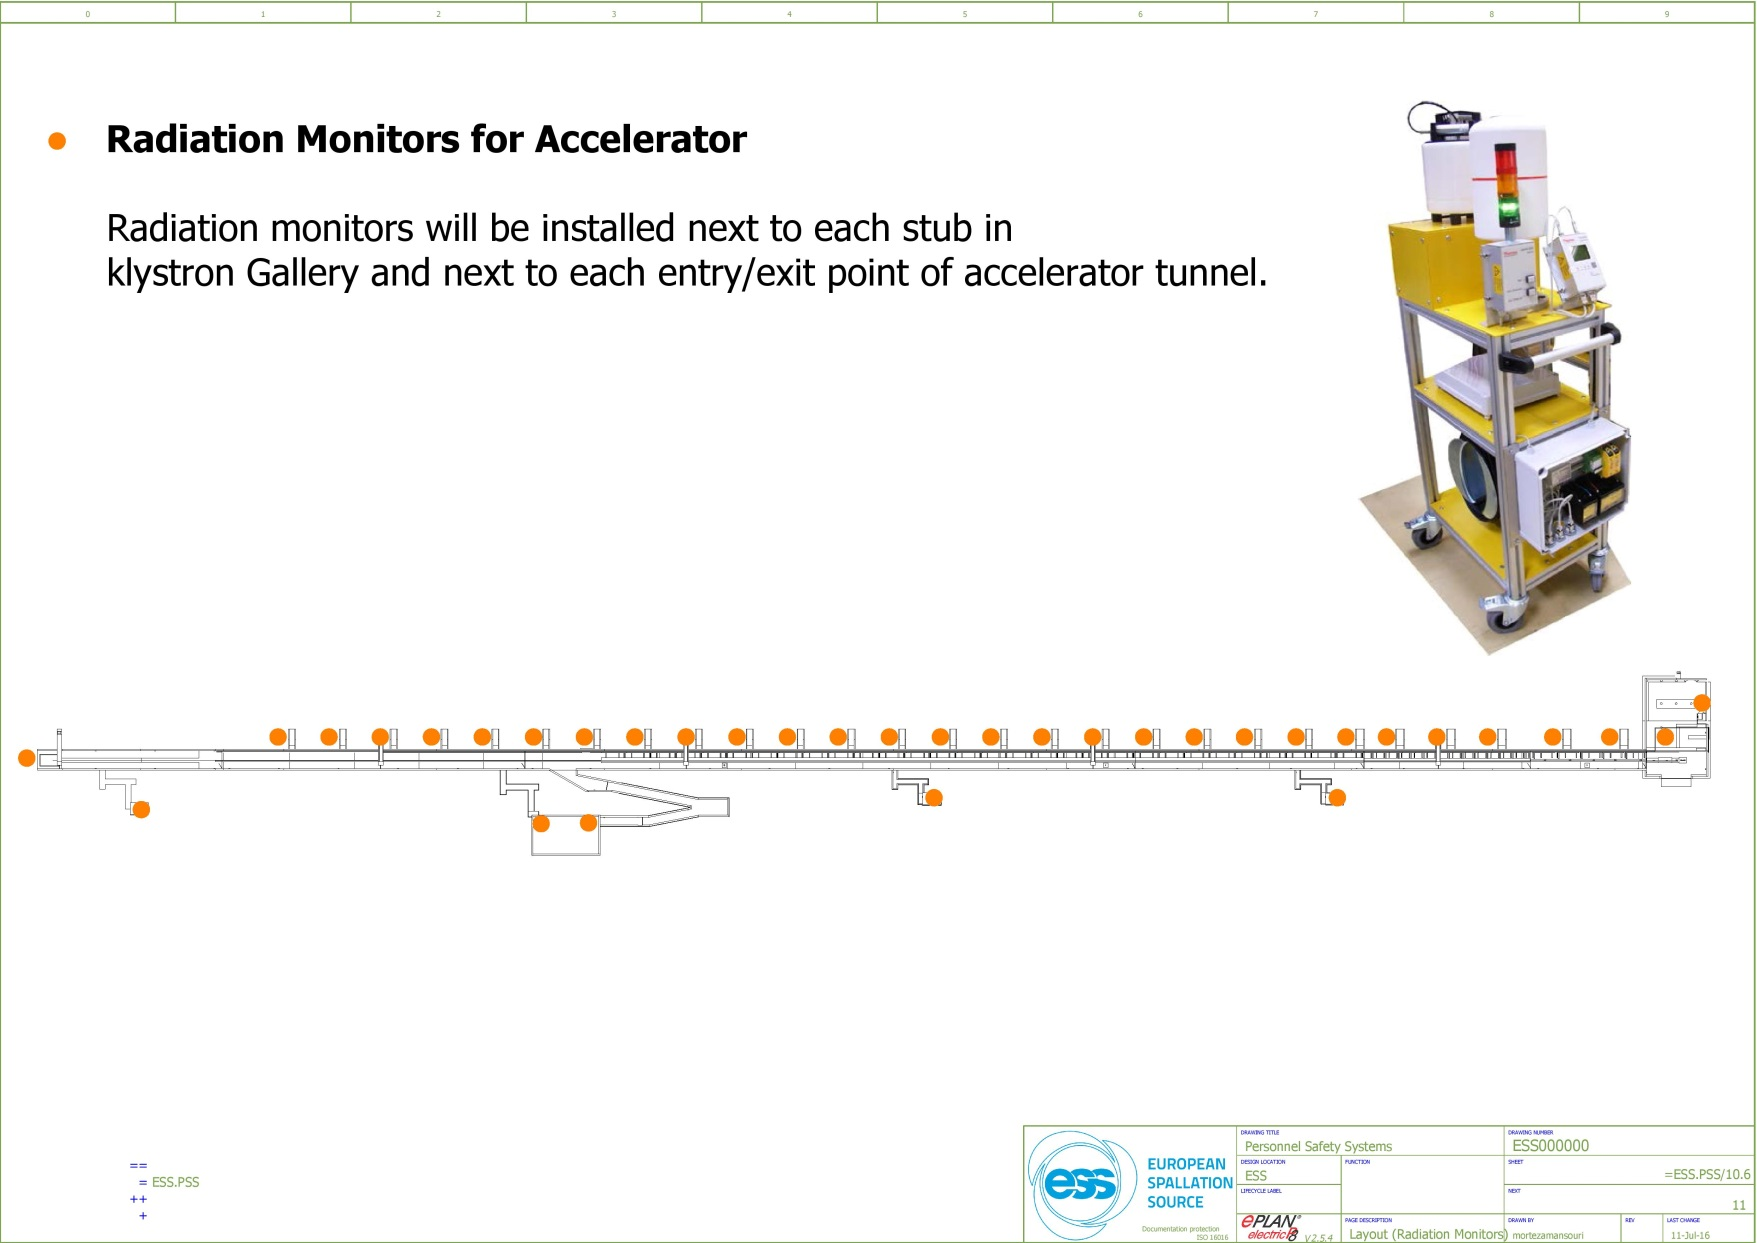 0 1 2 3 4 5 6 7 8 9
Radiation Monitors for Accelerator
Radiation monitors will be installed next to each stub in
klystron Gallery and next to each entry/exit point of accelerator tunnel.
==
= ESS.PSS
++
+
ess
EUROPEAN
SPALLATION
SOURCE
Documentation protection
ISO 16016
DRAWING TITLE
Personnel Safety Systems
DRAWING NUMBER
ESS000000
DESIGN LOCATION
ESS
FUNCTION
SHEET
=ESS.PSS/10.6
LIFECYCLE LABEL
NEXT
11
ePLAN®
electric P8
V.2.5.4
PAGE DESCRIPTION
Layout (Radiation Monitors)
DRAWN BY
mortezamansouri
REV
LAST CHANGE
11-Jul-16